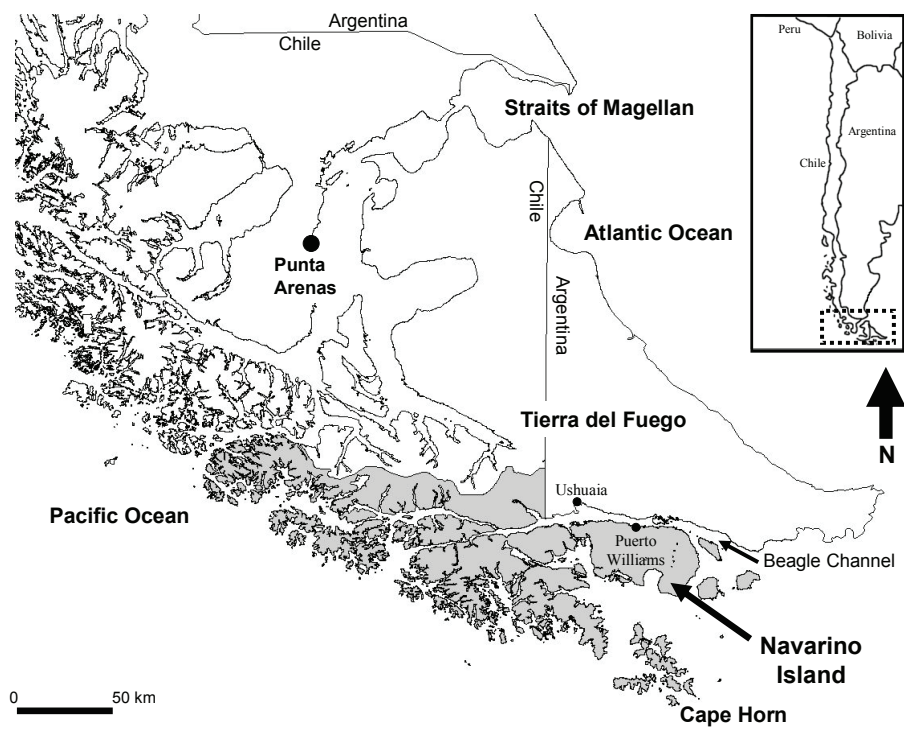 Argentina
Chile
Straits of Magellan
Chile
Argentina
Atlantic Ocean
Punta
Arenas
Tierra del Fuego
Pacific Ocean
Ushuaia
Puerto
Williams
Beagle Channel
Navarino
Island
Cape Horn
0 50 km
Peru
Bolivia
Argentina
Chile
N